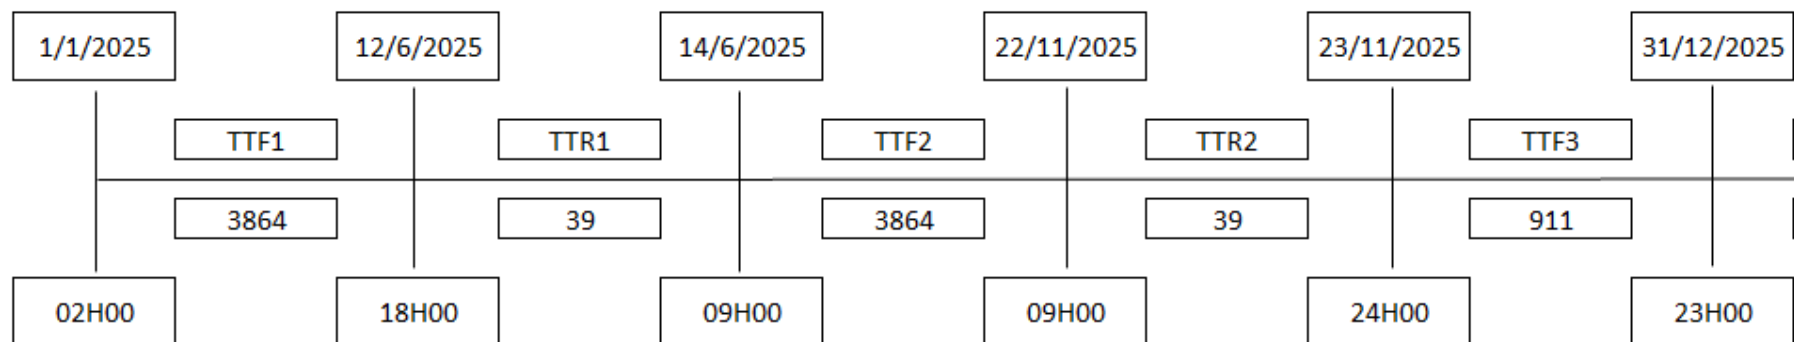 1/1/2025 12/6/2025 14/6/2025 22/11/2025 23/11/2025 31/12/2025
TTF1 TTR1 TTF2 TTR2 TTF3
3864 39 3864 39 911
02H00 18H00 09H00 09H00 24H00 23H00